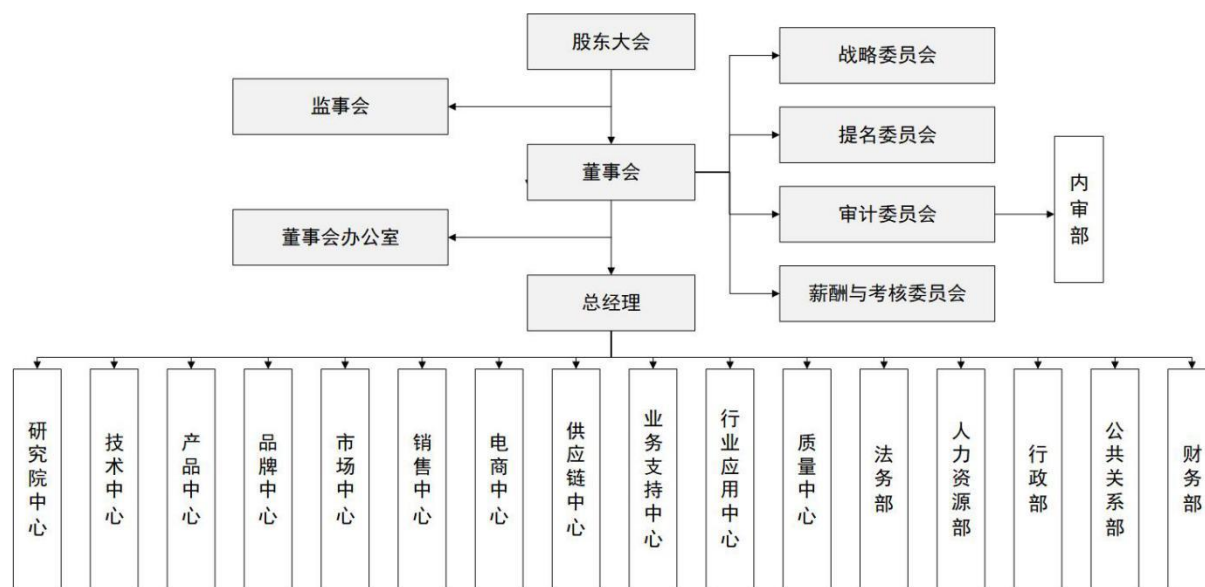 股东大会
战略委员会
监事会
提名委员会
董事会
内审部
审计委员会
董事会办公室
总经理
薪酬与考核委员会
研究院中心
技术中心
产品中心
品牌中心
市场中心
销售中心
电商中心
供应链中心
业务支持中心
行业应用中心
质量中心
法务部
人力资源部
行政部
公共关系部
财务部